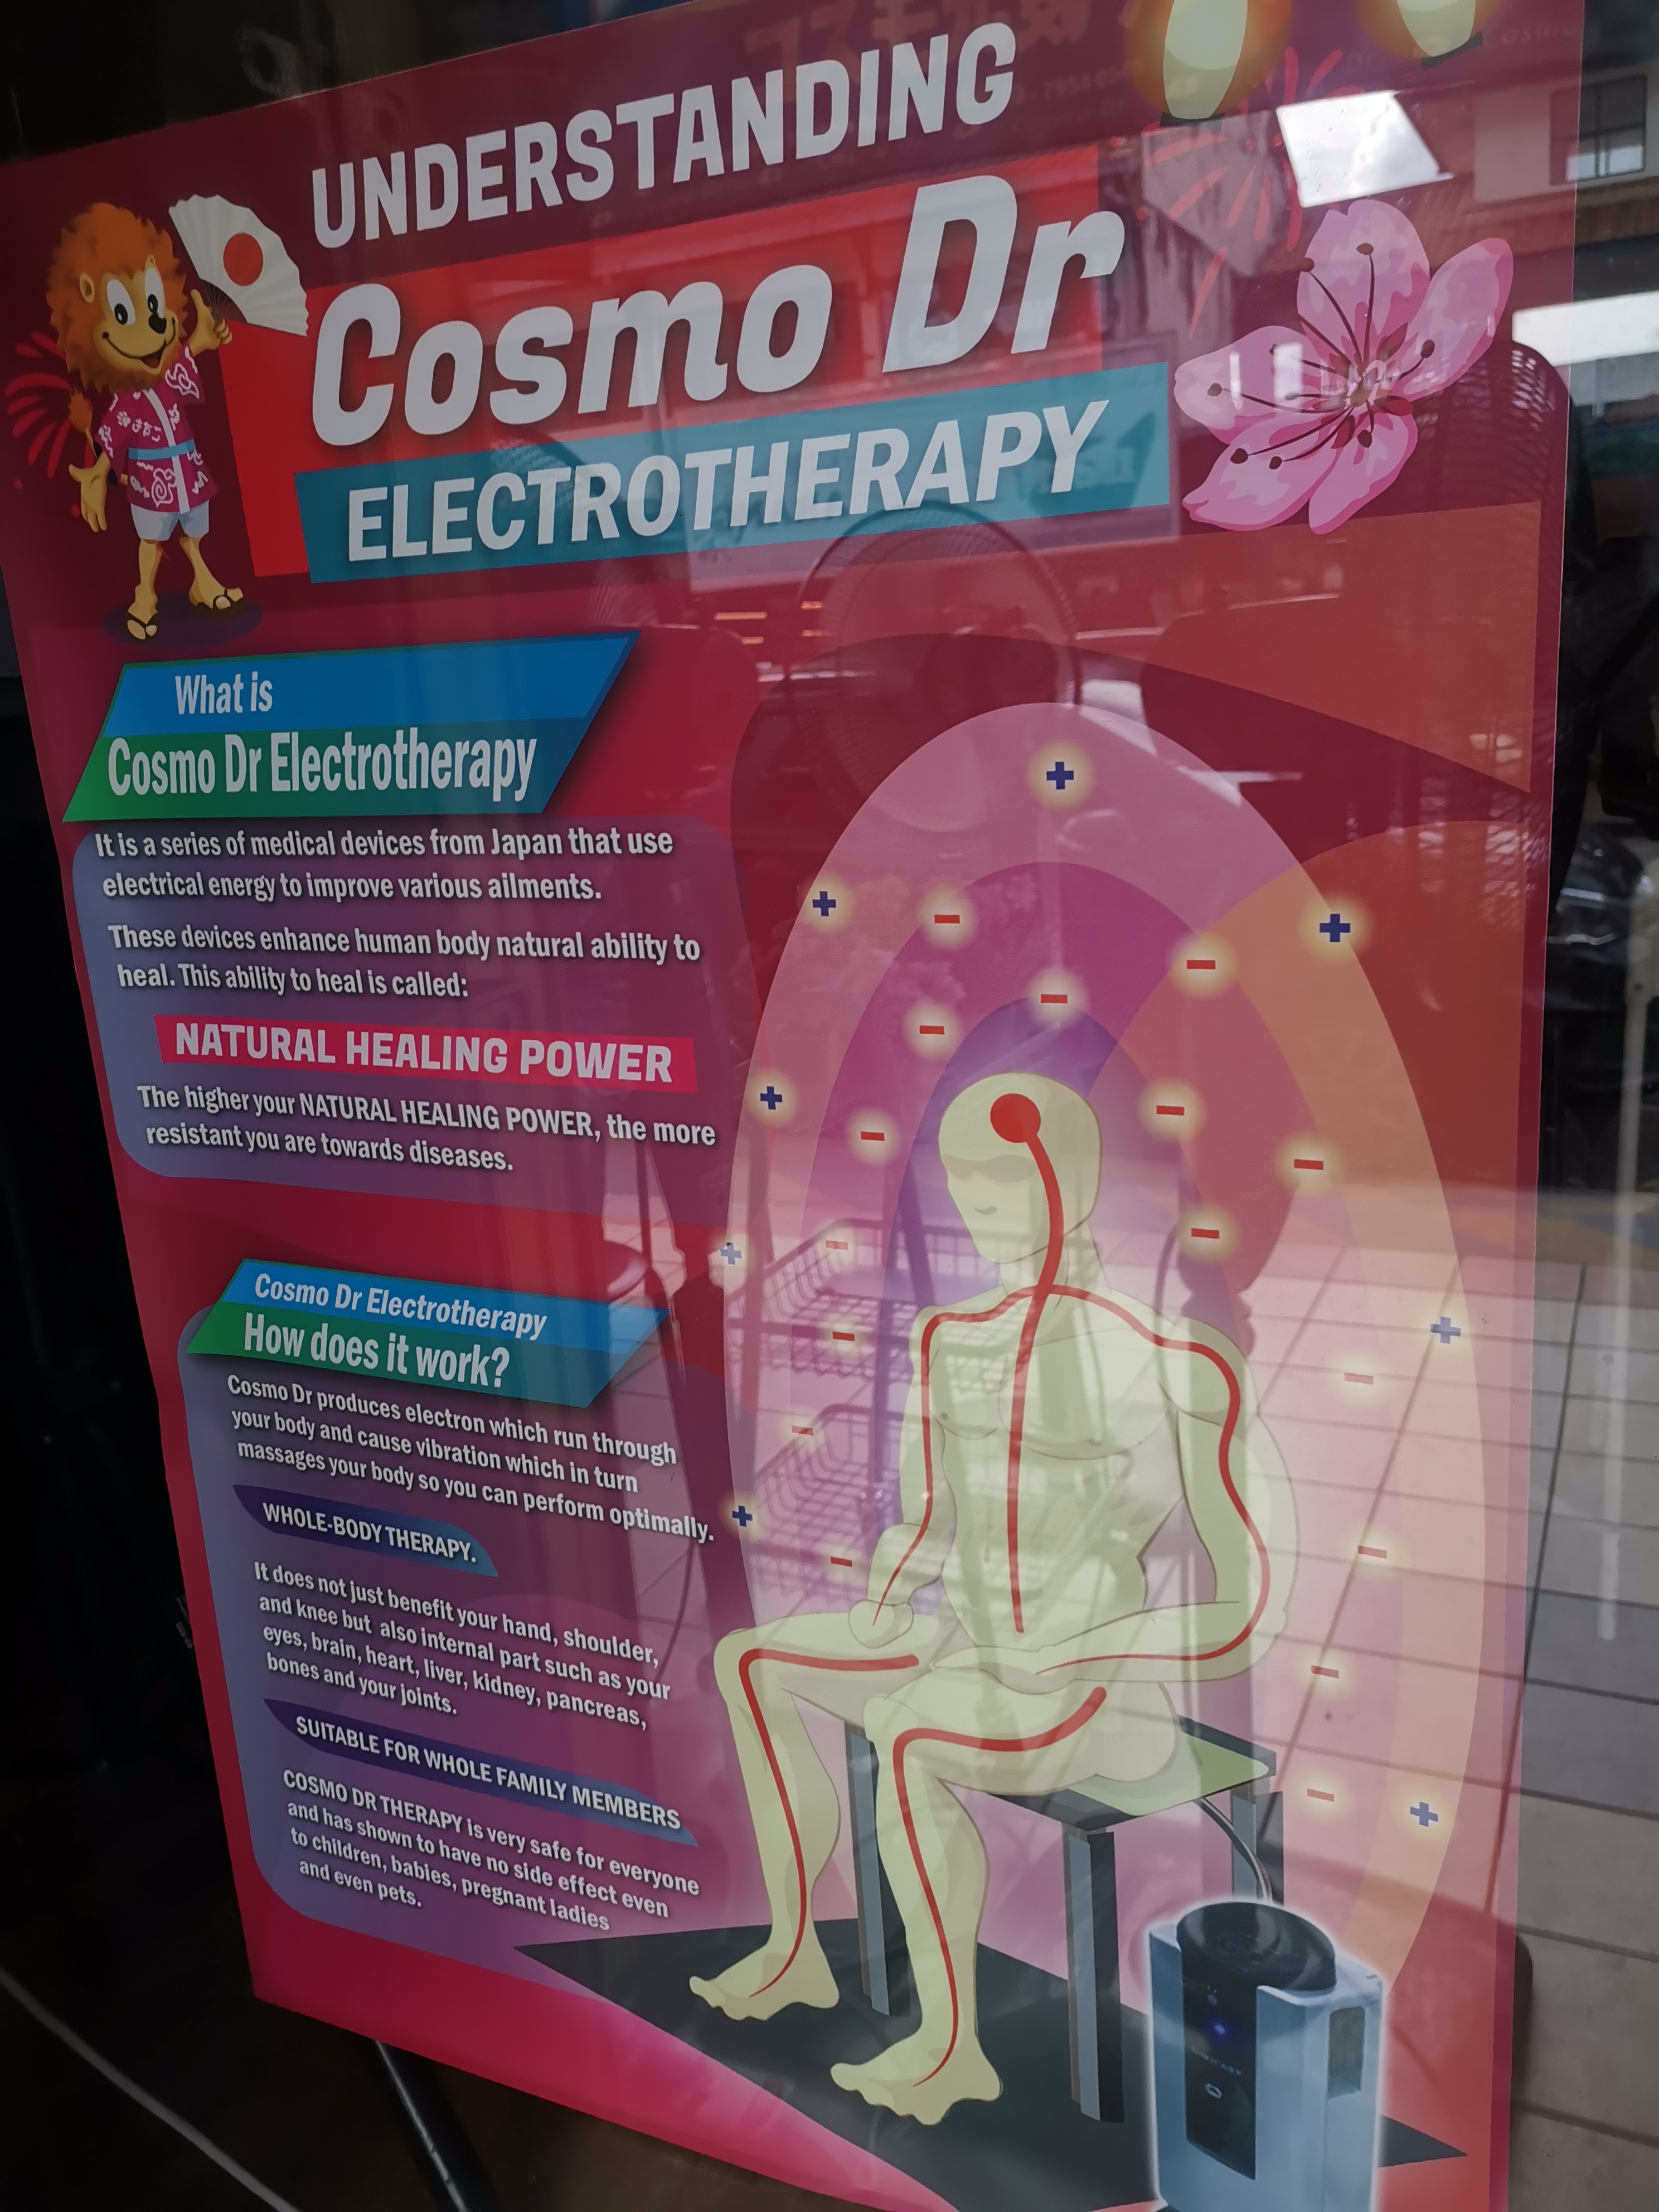 UNDERSTANDING
Cosmo Dr
ELECTROTHERAPY
What is
Cosmo Dr Electrotherapy
It is a series of medical devices from Japan that use
electrical energy to improve various ailments.
These devices enhance human body natural ability to
heal. This ability to heal is called:
NATURAL HEALING POWER
The higher your NATURAL HEALING POWER, the more
resistant you are towards diseases.
Cosmo Dr Electrotherapy
How does it work?
Cosmo Dr produces electron which run through
your body and cause vibration which in turn
massages your body so you can perform optimally.
WHOLE-BODY THERAPY.
It does not just benefit your hand, shoulder,
and knee but also internal part such as your
eyes, brain, heart, liver, kidney, pancreas,
bones and your joints.
SUITABLE FOR WHOLE FAMILY MEMBERS
COSMO DR THERAPY is very safe for everyone
and has shown to have no side effect even
to children, babies, pregnant ladies
and even pets.